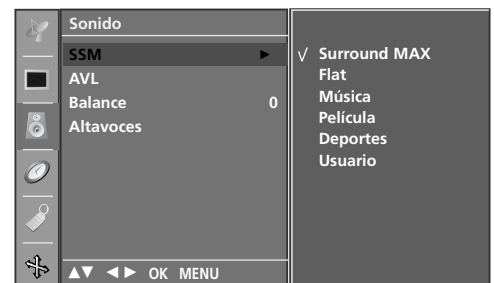 Sonido
SSM ►
AVL
Balance 0
Altavoces
▲▼ ◄► OK MENU
√ Surround MAX
Flat
Música
Película
Deportes
Usuario